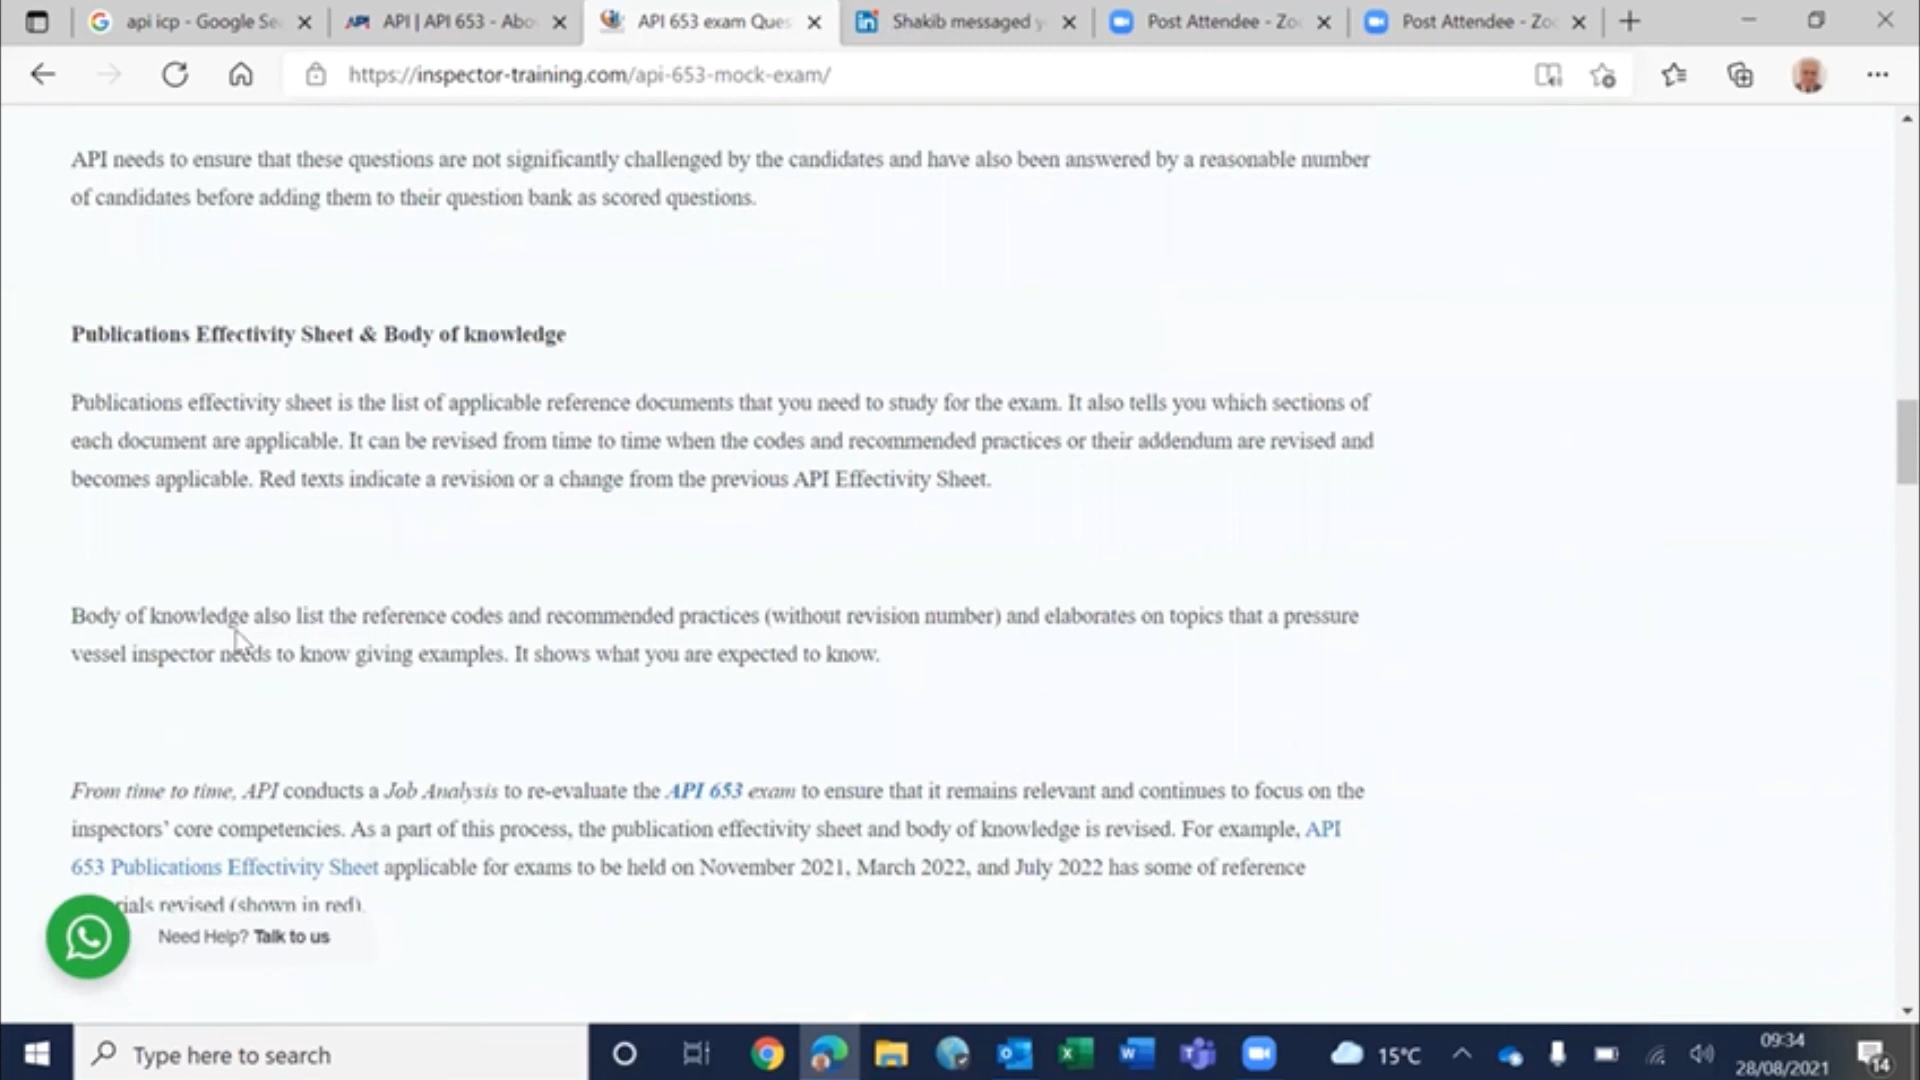 api icp - Google Se
API API | API 653 - Abo
API 653 exam Ques
in Shakib messaged y
Post Attendee - Zo
Post Attendee - Zo
https://inspector-training.com/api-653-mock-exam/
API needs to ensure that these questions are not significantly challenged by the candidates and have also been answered by a reasonable number
of candidates before adding them to their question bank as scored questions.
Publications Effectivity Sheet & Body of knowledge
Publications effectivity sheet is the list of applicable reference documents that you need to study for the exam. It also tells you which sections of
each document are applicable. It can be revised from time to time when the codes and recommended practices or their addendum are revised and
becomes applicable. Red texts indicate a revision or a change from the previous API Effectivity Sheet.
Body of knowledge also list the reference codes and recommended practices (without revision number) and elaborates on topics that a pressure
vessel inspector needs to know giving examples. It shows what you are expected to know.
From time to time, API conducts a Job Analysis to re-evaluate the API 653 exam to ensure that it remains relevant and continues to focus on the
inspectors' core competencies. As a part of this process, the publication effectivity sheet and body of knowledge is revised. For example, API
653 Publications Effectivity Sheet applicable for exams to be held on November 2021, March 2022, and July 2022 has some of reference
rials revised (shown in red).
Need Help? Talk to us
Type here to search
15°C
09:34
28/08/2021
14